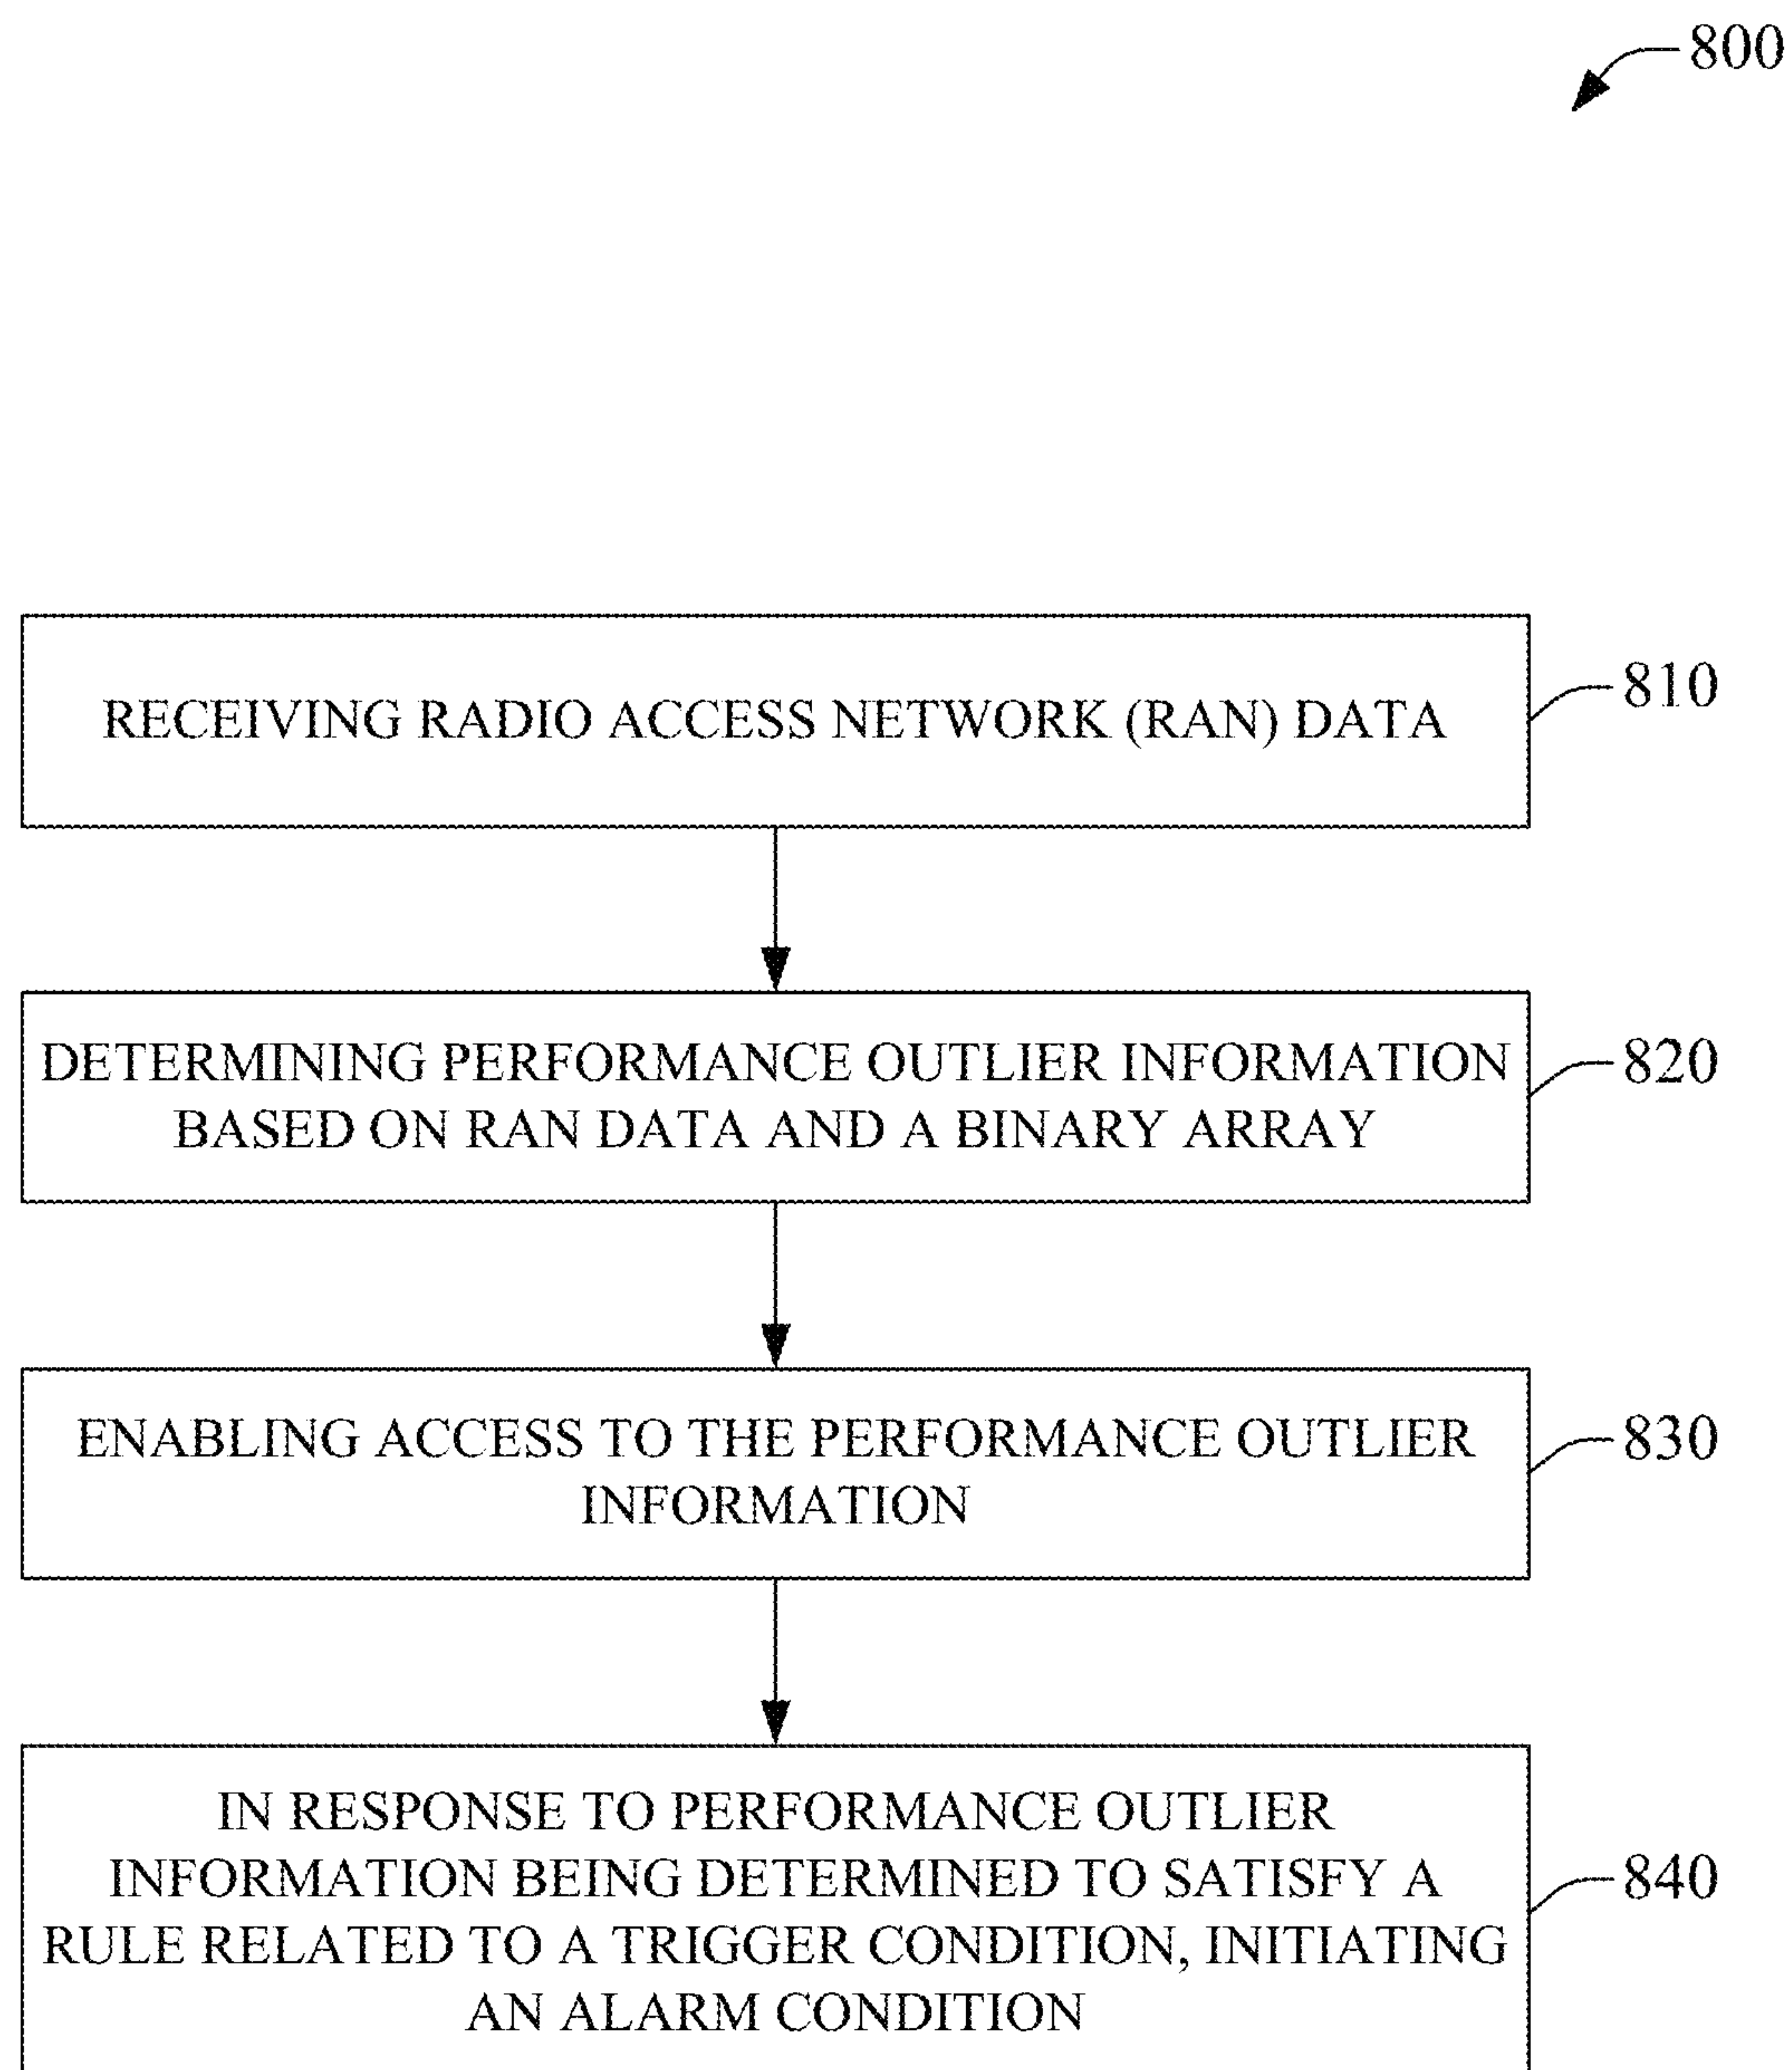 800
RECEIVING RADIO ACCESS NETWORK (RAN) DATA
810
DETERMINING PERFORMANCE OUTLIER INFORMATION
BASED ON RAN DATA AND A BINARY ARRAY
820
ENABLING ACCESS TO THE PERFORMANCE OUTLIER
INFORMATION
830
IN RESPONSE TO PERFORMANCE OUTLIER
INFORMATION BEING DETERMINED TO SATISFY A
RULE RELATED TO A TRIGGER CONDITION, INITIATING
AN ALARM CONDITION
840